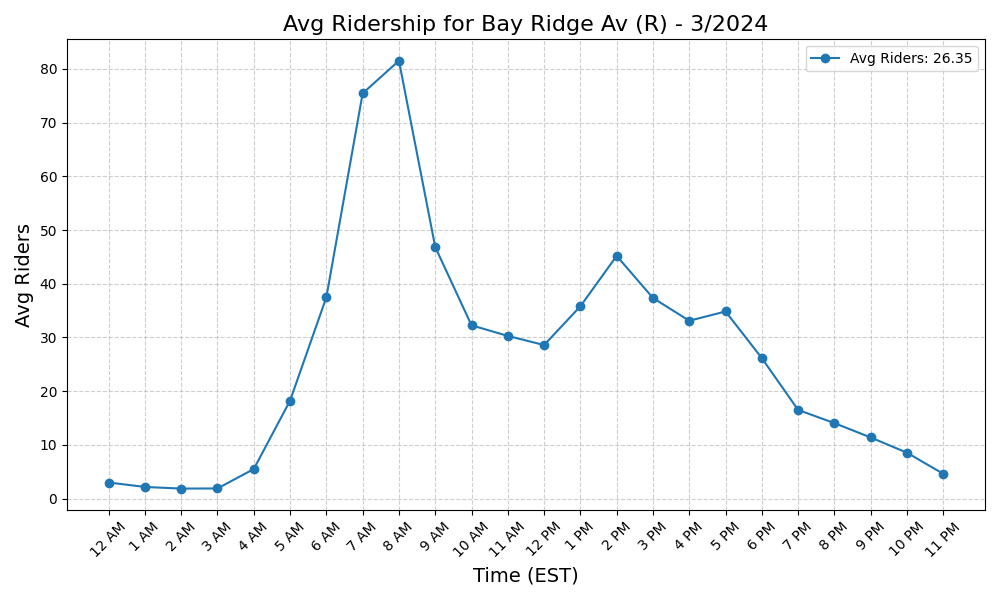 Avg Ridership for Bay Ridge Av (R) - 3/2024
Avg Riders: 26.35
Avg Riders
80
70
60
50
40
30
20
10
0
12 AM
1 AM
2 AM
3 AM
4 AM
5 AM
6 AM
7 AM
8 AM
9 AM
10 AM
11 AM
12 PM
1 PM
2 PM
3 PM
4 PM
5 PM
6 PM
7 PM
8 PM
9 PM
10 PM
11 PM
Time (EST)